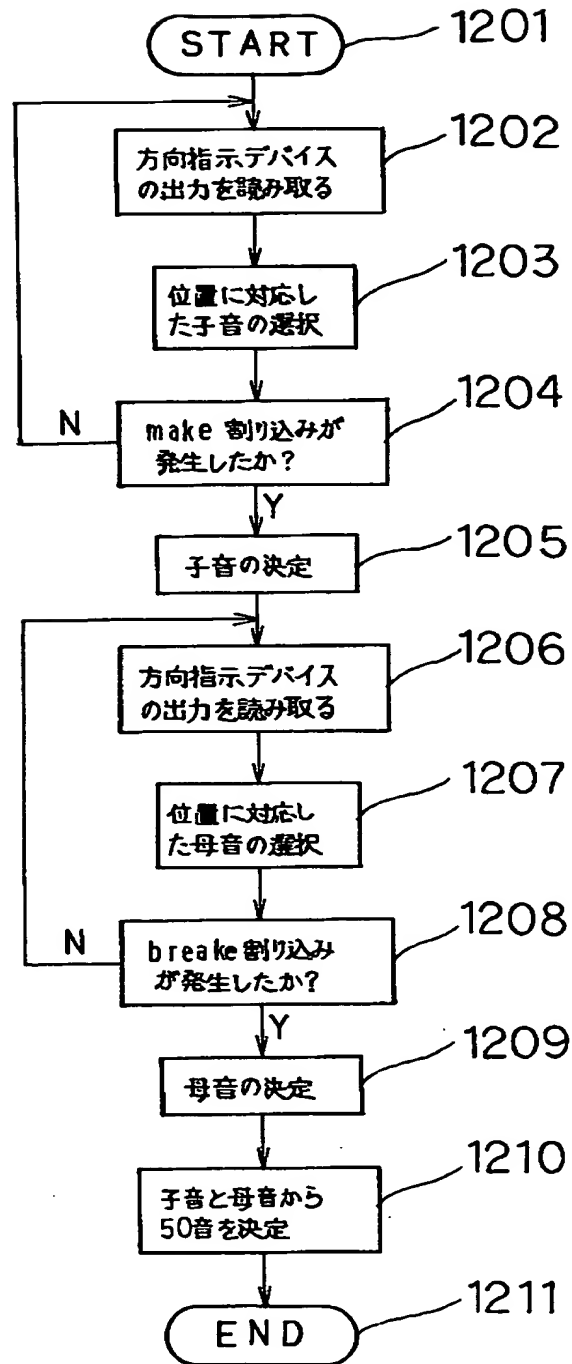 START
1201
方向指示デバイス
の出力を読み取る
1202
位置に対応し
た子音の選択
1203
make 割り込みが
発生したか?
1204
N
Y
子音の決定
1205
方向指示デバイス
の出力を読み取る
1206
位置に対応し
た母音の選択
1207
breake割り込み
が発生したか?
1208
N
Y
母音の決定
1209
子音と母音から
50音を決定
1210
END
1211